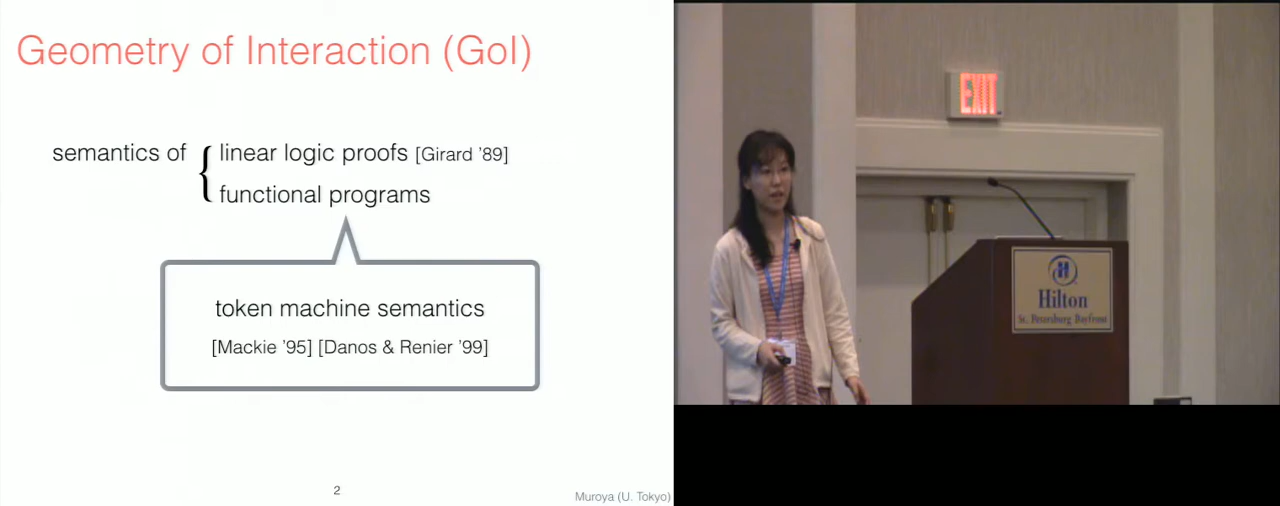 Geometry of Interaction (GoI)
semantics of { linear logic proofs [Girard '89]
functional programs
token machine semantics
[Mackie '95] [Danos & Renier '99]
2
Muroya (U. Tokyo)
EXIT
Hilton
St. Petersburg Bayfront